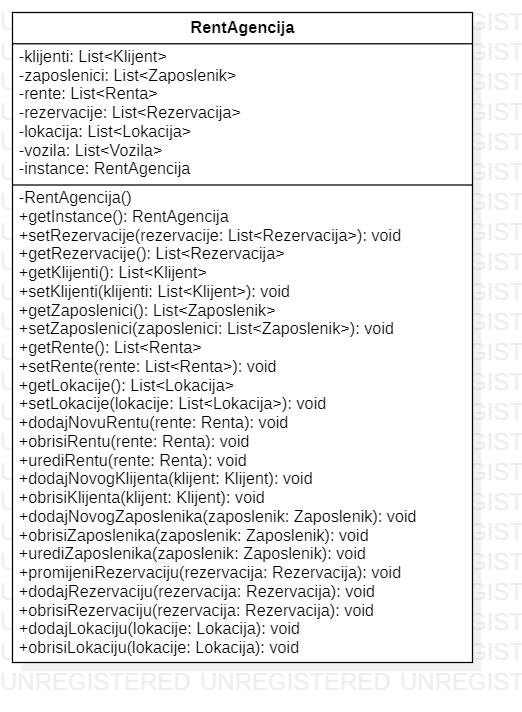 RentAgencija
-klijenti: List<Klijent>
-zaposlenici: List<Zaposlenik>
-rente: List<Renta>
-rezervacije: List<Rezervacija>
-lokacija: List<Lokacija>
-vozila: List<Vozila>
-instance: RentAgencija
-RentAgencija()
+getInstance(): RentAgencija
+setRezervacije(rezervacije: List<Rezervacija>): void
+getRezervacije(): List<Rezervacija>
+getKlijenti(): List<Klijent>
+setKlijenti(klijenti: List<Klijent>): void
+getZaposlenici(): List<Zaposlenik>
+setZaposlenici(zaposlenici: List<Zaposlenik>): void
+getRente(): List<Renta>
+setRente(rente: List<Renta>): void
+getLokacije(): List<Lokacija>
+setLokacije(lokacije: List<Lokacija>): void
+dodajNovuRentu(rente: Renta): void
+obrisiRentu(rente: Renta): void
+urediRentu(rente: Renta): void
+dodajNovogKlijenta(klijent: Klijent): void
+obrisiKlijenta(klijent: Klijent): void
+dodajNovogZaposlenika(zaposlenik: Zaposlenik): void
+obrisiZaposlenika(zaposlenik: Zaposlenik): void
+urediZaposlenika(zaposlenik: Zaposlenik): void
+promijeniRezervaciju(rezervacija: Rezervacija): void
+dodajRezervaciju(rezervacija: Rezervacija): void
+obrisiRezervaciju(rezervacija: Rezervacija): void
+dodajLokaciju(lokacije: Lokacija): void
+obrisiLokaciju(lokacije: Lokacija): void
UNREGISTERED UNREGISTERED UNREGIST